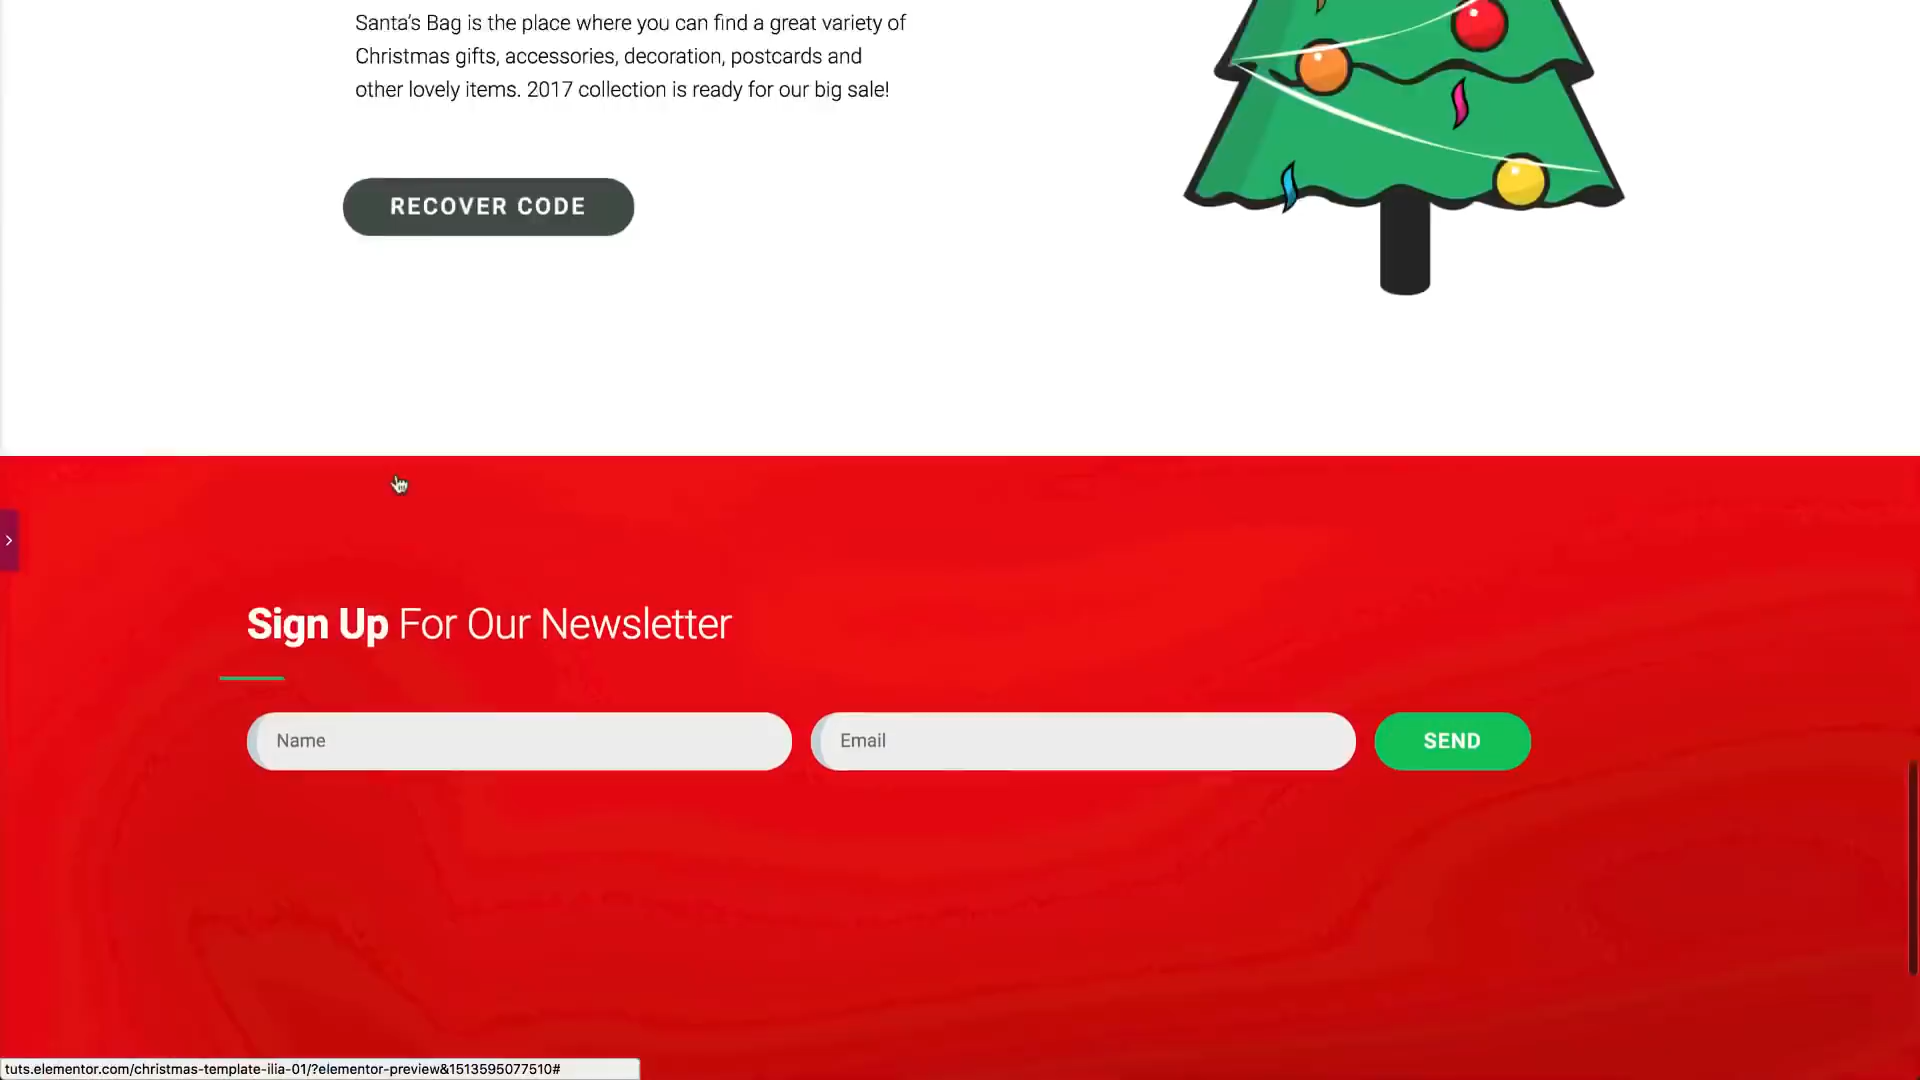 Santa's Bag is the place where you can find a great variety of
Christmas gifts, accessories, decoration, postcards and
other lovely items. 2017 collection is ready for our big sale!
RECOVER CODE
Sign Up For Our Newsletter
Name
Email
SEND
tuts.elementor.com/christmas-template-ilia-01/?elementor-preview&1513595077510#